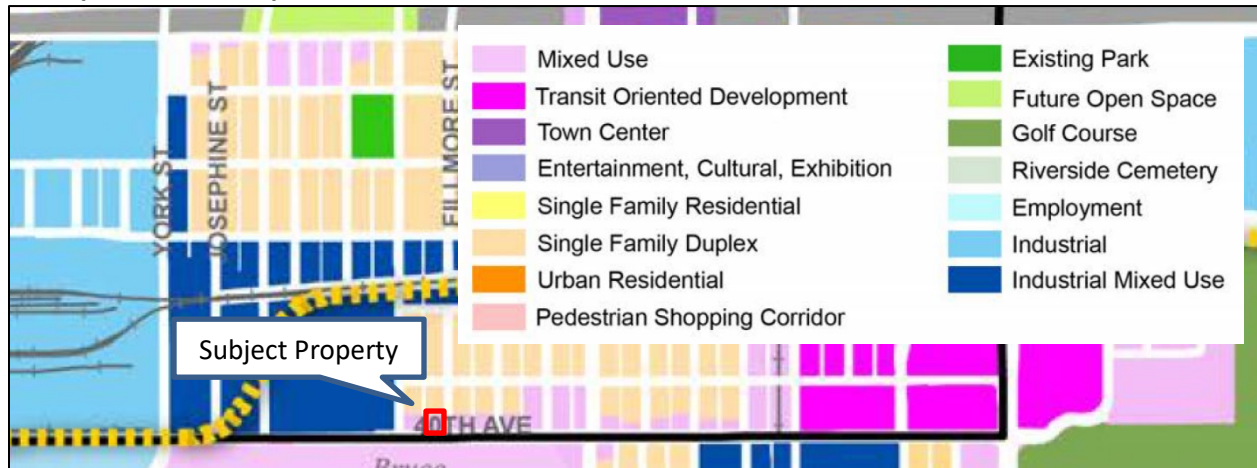 Mixed Use
Transit Oriented Development
Town Center
Entertainment, Cultural, Exhibition
Single Family Residential
Single Family Duplex
Urban Residential
Pedestrian Shopping Corridor
Existing Park
Future Open Space
Golf Course
Riverside Cemetery
Employment
Industrial
Industrial Mixed Use
YORK ST
JOSEPHINE ST
FILLMORE ST
Subject Property
40TH AVE
Bruce